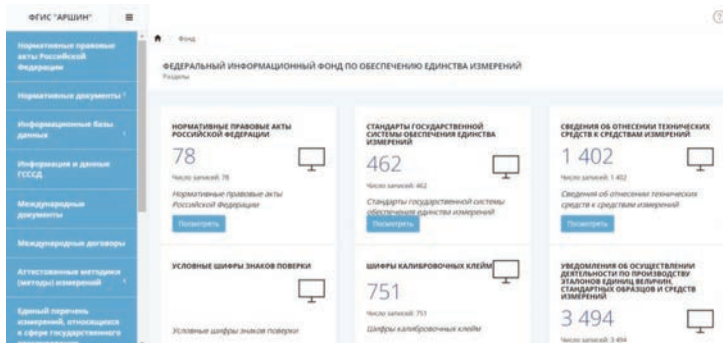 ФГИС "АРШИН"
Нормативные правовые
акты Российской
Федерации
Нормативные документы
Информационные базы
данных
Информация и данные
ГСССД
Международные
документы
Международные договоры
Аттестованные методики
(методы) измерений
Единый перечень
измерений, относящихся
к сфере государственного
Фонд
ФЕДЕРАЛЬНЫЙ ИНФОРМАЦИОННЫЙ ФОНД ПО ОБЕСПЕЧЕНИЮ ЕДИНСТВА ИЗМЕРЕНИЙ
Разделы
НОРМАТИВНЫЕ ПРАВОВЫЕ АКТЫ
РОССИЙСКОЙ ФЕДЕРАЦИИ
78
Число записей: 78
Нормативные правовые акты
Российской Федерации
Посмотреть
СТАНДАРТЫ ГОСУДАРСТВЕННОЙ
СИСТЕМЫ ОБЕСПЕЧЕНИЯ ЕДИНСТВА
ИЗМЕРЕНИЙ
462
Число записей: 462
Стандарты государственной системы
обеспечения единства измерений
Посмотреть
СВЕДЕНИЯ ОБ ОТНЕСЕНИИ ТЕХНИЧЕСКИХ
СРЕДСТВ К СРЕДСТВАМ ИЗМЕРЕНИЙ
1 402
Число записей: 1 402
Сведения об отнесении технических
средств к средствам измерений
Посмотреть
УСЛОВНЫЕ ШИФРЫ ЗНАКОВ ПОВЕРКИ
Условные шифры знаков поверки
ШИФРЫ КАЛИБРОВОЧНЫХ КЛЕЙМ
751
Число записей: 751
Шифры калибровочных клейм
УВЕДОМЛЕНИЯ ОБ ОСУЩЕСТВЛЕНИИ
ДЕЯТЕЛЬНОСТИ ПО ПРОИЗВОДСТВУ
ЭТАЛОНОВ ЕДИНИЦ ВЕЛИЧИН,
СТАНДАРТНЫХ ОБРАЗЦОВ И СРЕДСТВ
ИЗМЕРЕНИЙ
3 494
Число записей: 3 494